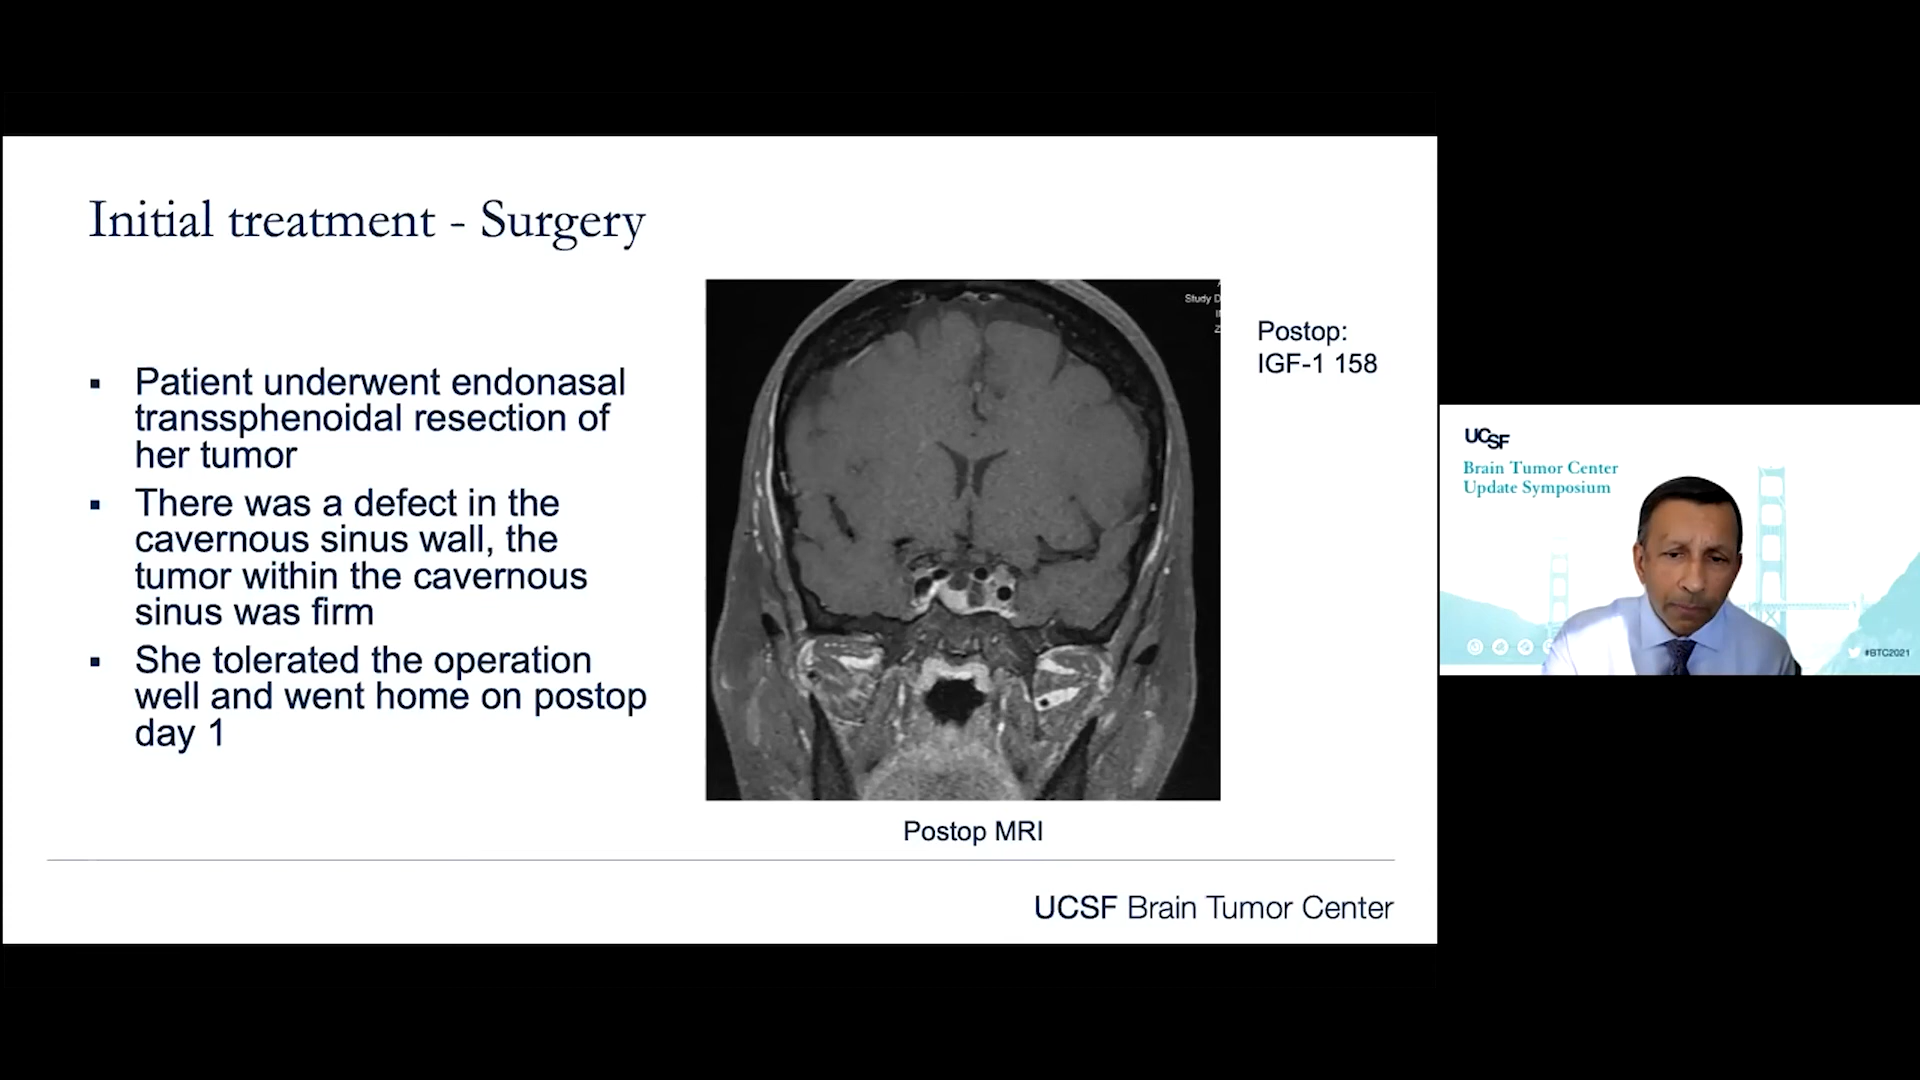 Initial treatment - Surgery
▪ Patient underwent endonasal
transsphenoidal resection of
her tumor
▪ There was a defect in the
cavernous sinus wall, the
tumor within the cavernous
sinus was firm
▪ She tolerated the operation
well and went home on postop
day 1
Study D
Postop:
IGF-1 158
Postop MRI
UCSF Brain Tumor Center
UCSF
Brain Tumor Center
Update Symposium
#BTC2021